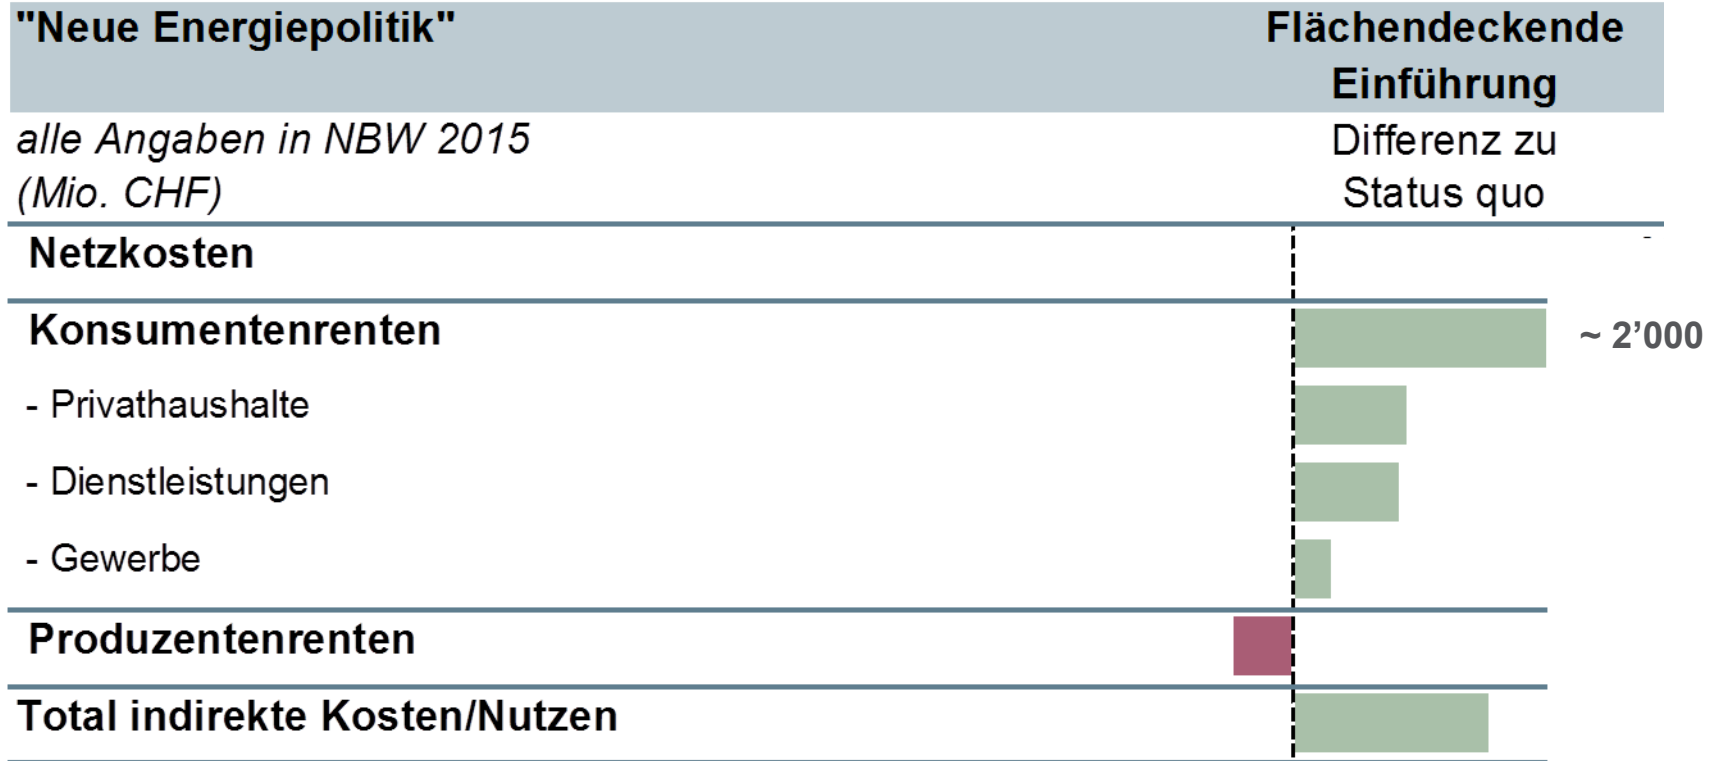 "Neue Energiepolitik"
Flächendeckende
Einführung
alle Angaben in NBW 2015
(Mio. CHF)
Differenz zu
Status quo
Netzkosten
-
Konsumentenrenten
~ 2’000
- Privathaushalte
- Dienstleistungen
- Gewerbe
Produzentenrenten
Total indirekte Kosten/Nutzen